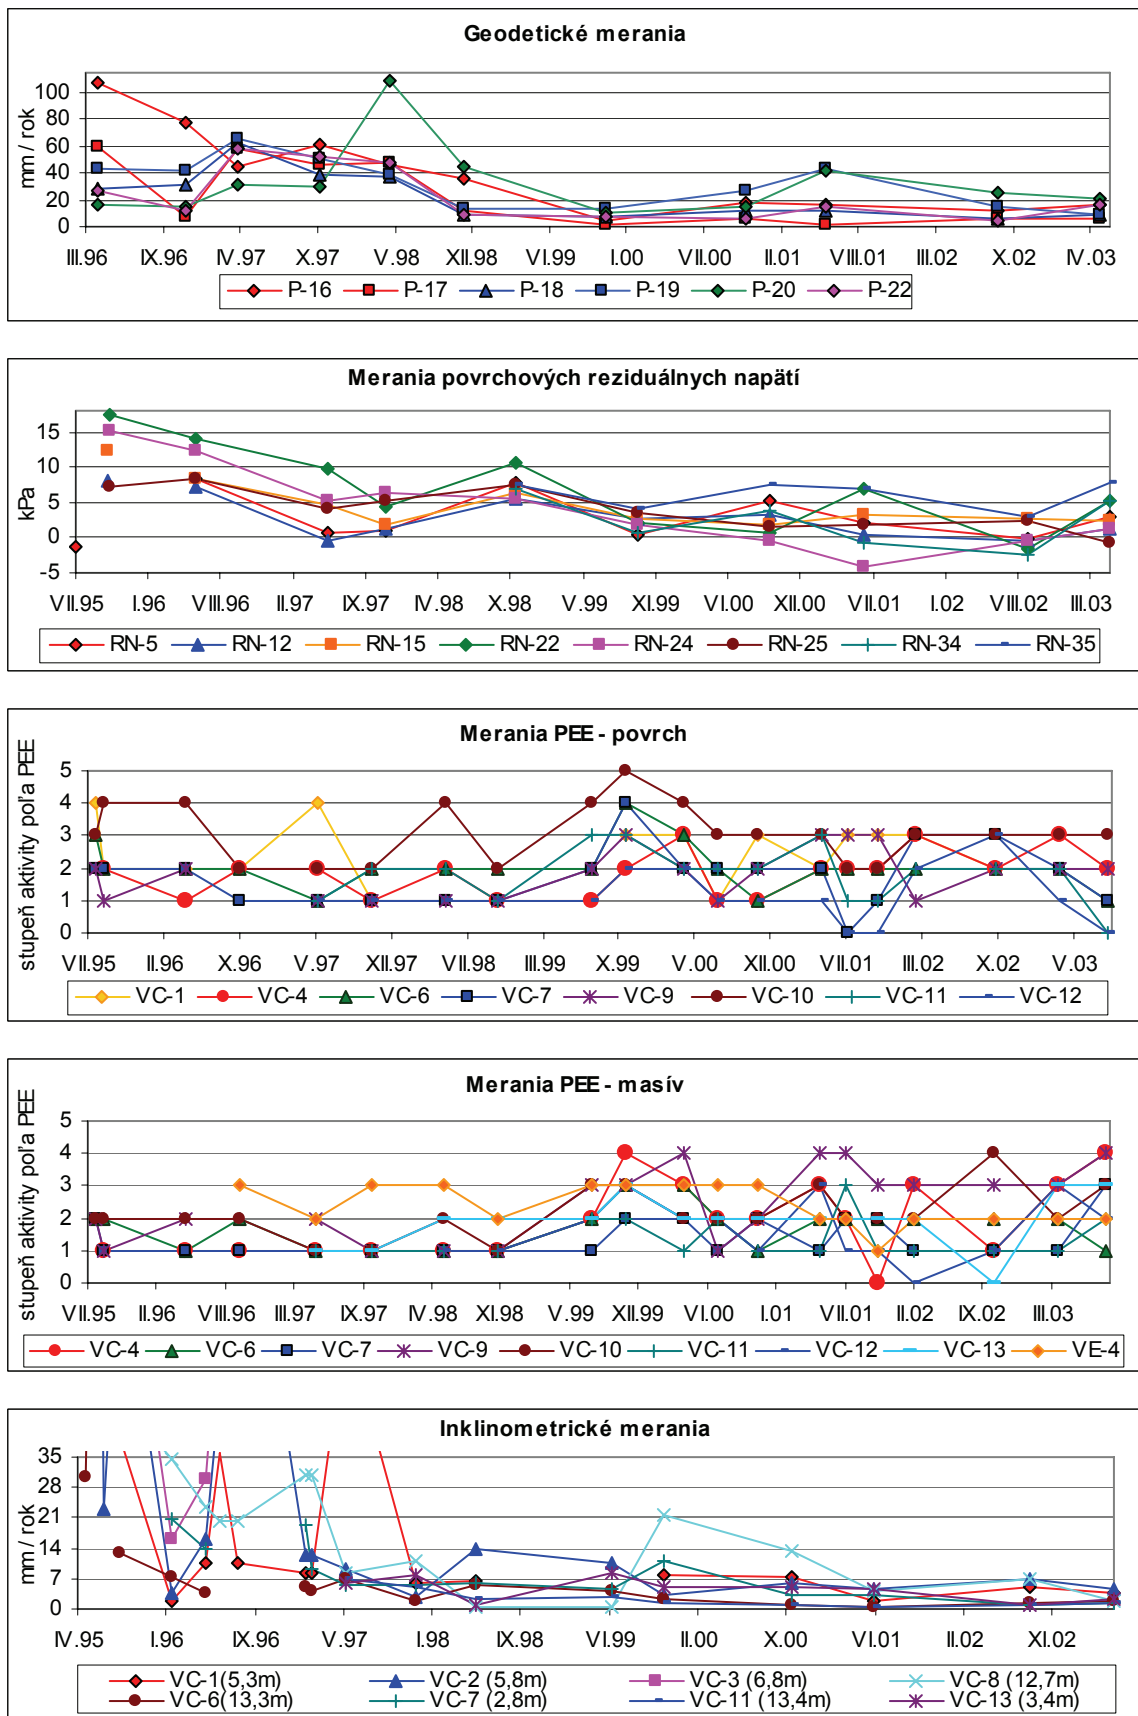 Geodetické merania
mm / rok
100
80
60
40
20
0
III.96 IX.96 IV.97 X.97 V.98 XII.98 VI.99 I.00 VII.00 II.01 VIII.01 III.02 X.02 IV.03
P-16 P-17 P-18 P-19 P-20 P-22
Merania povrchových reziduálnych napätí
kPa
15
10
5
0
-5
VII.95 I.96 VIII.96 II.97 IX.97 IV.98 X.98 V.99 XI.99 VI.00 XII.00 VII.01 I.02 VIII.02 III.03
RN-5 RN-12 RN-15 RN-22 RN-24 RN-25 RN-34 RN-35
Merania PEE - povrch
stupeň aktivity poľa PEE
5
4
3
2
1
0
VII.95 II.96 X.96 V.97 XII.97 VII.98 III.99 X.99 V.00 XII.00 VII.01 III.02 X.02 V.03
VC-1 VC-4 VC-6 VC-7 VC-9 VC-10 VC-11 VC-12
Merania PEE - masív
stupeň aktivity poľa PEE
5
4
3
2
1
0
VII.95 II.96 VIII.96 III.97 IX.97 IV.98 XI.98 V.99 XII.99 VI.00 I.01 VII.01 II.02 IX.02 III.03
VC-4 VC-6 VC-7 VC-9 VC-10 VC-11 VC-12 VC-13 VE-4
Inklinometrické merania
mm / rok
35
28
21
14
7
0
IV.95 I.96 IX.96 V.97 I.98 X.98 VI.99 II.00 X.00 VI.01 II.02 XI.02
VC-1(5,3m) VC-2 (5,8m) VC-3 (6,8m) VC-8 (12,7m)
VC-6(13,3m) VC-7 (2,8m) VC-11 (13,4m) VC-13 (3,4m)